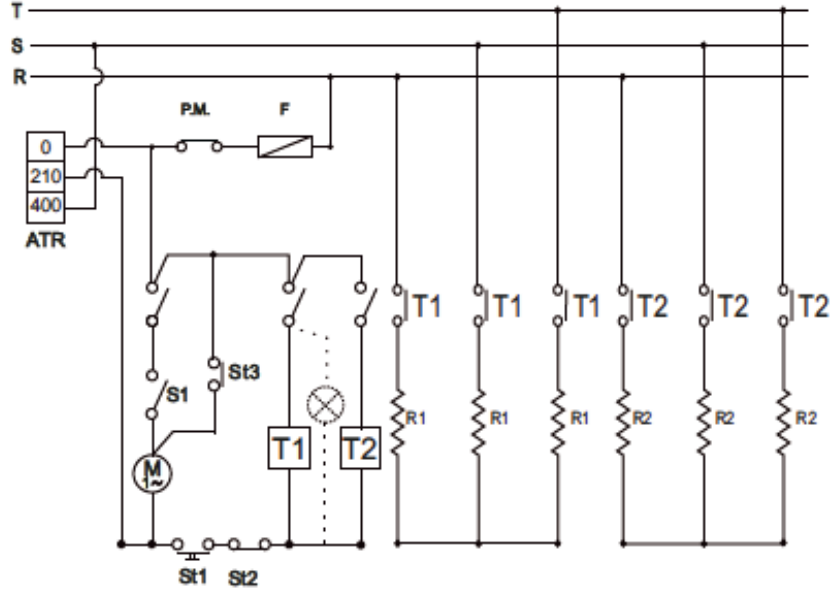 T
S
R
P.M. F
0
210
400
ATR
T1 T1 T1 T2 T2 T2
S1 St3
R1 R1 R1 R2 R2 R2
T1 T2
M
1~
St1 St2